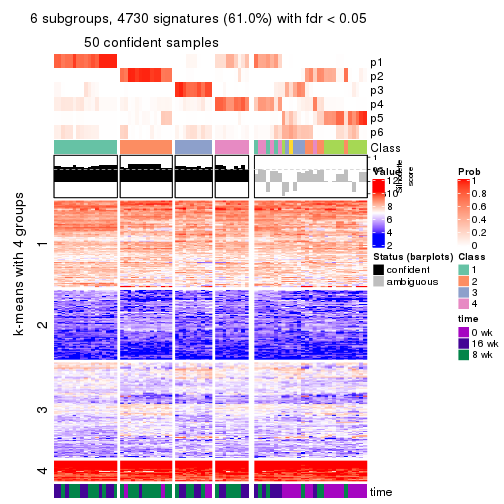 6 subgroups, 4730 signatures (61.0%) with fdr < 0.05
50 confident samples
p1
p2
p3
p4
p5
p6
Class
1
Silhouette
score
Value
12
10
8
6
4
2
Prob
1
0.8
0.6
0.4
0.2
0
Status (barplots)
confident
ambiguous
Class
1
2
3
4
time
0 wk
16 wk
8 wk
k-means with 4 groups
1
2
3
4
time